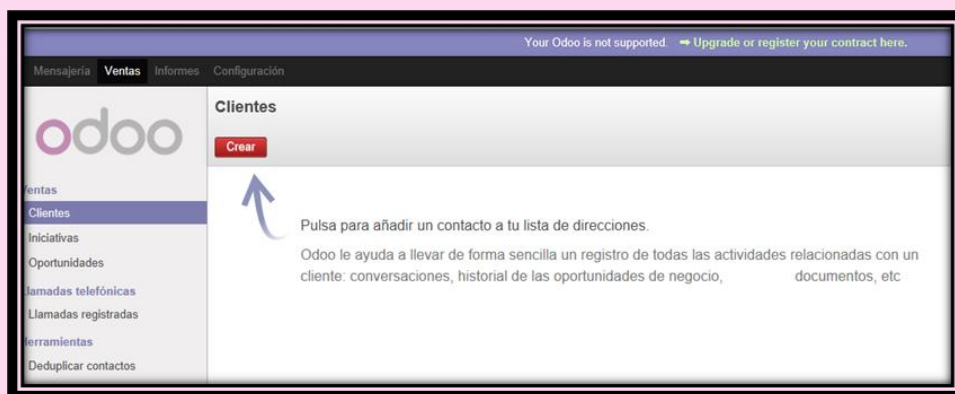 Your Odoo is not supported. ➡ Upgrade or register your contract here.
Mensajería Ventas Informes Configuración
odoo
Clientes
Crear
Ventas
Clientes
Iniciativas
Oportunidades
Llamadas telefónicas
Llamadas registradas
Herramientas
Deduplicar contactos
Pulsa para añadir un contacto a tu lista de direcciones.
Odoo le ayuda a llevar de forma sencilla un registro de todas las actividades relacionadas con un
cliente: conversaciones, historial de las oportunidades de negocio, documentos, etc